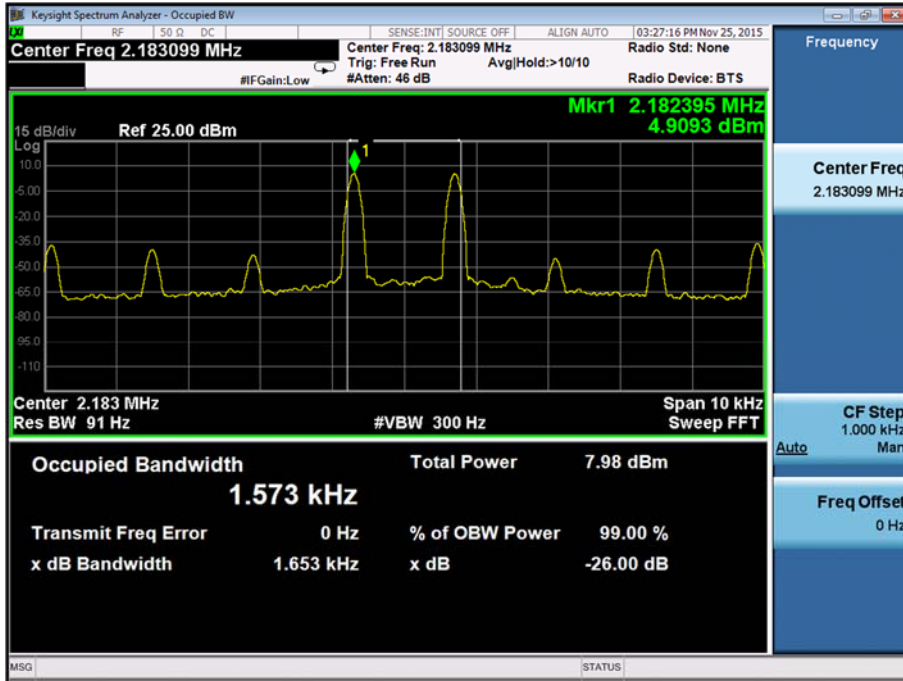 Keysight Spectrum Analyzer - Occupied BW
LXI RF 50 Ω DC SENSE:INT SOURCE OFF ALIGN AUTO 03:27:16 PM Nov 25, 2015
Center Freq 2.183099 MHz
Center Freq: 2.183099 MHz Radio Std: None
Trig: Free Run Avg|Hold:>10/10
#IFGain:Low #Atten: 46 dB Radio Device: BTS
Mkr1 2.182395 MHz
4.9093 dBm
15 dB/div Ref 25.00 dBm
Log
1
10.0
-5.00
-20.0
-35.0
-50.0
-65.0
-80.0
-95.0
-110
Center 2.183 MHz Span 10 kHz
Res BW 91 Hz #VBW 300 Hz Sweep FFT
Occupied Bandwidth Total Power 7.98 dBm
1.573 kHz
Transmit Freq Error 0 Hz % of OBW Power 99.00 %
x dB Bandwidth 1.653 kHz x dB -26.00 dB
Frequency
Center Freq
2.183099 MHz
CF Step
1.000 kHz
Auto Man
Freq Offset
0 Hz
MSG STATUS